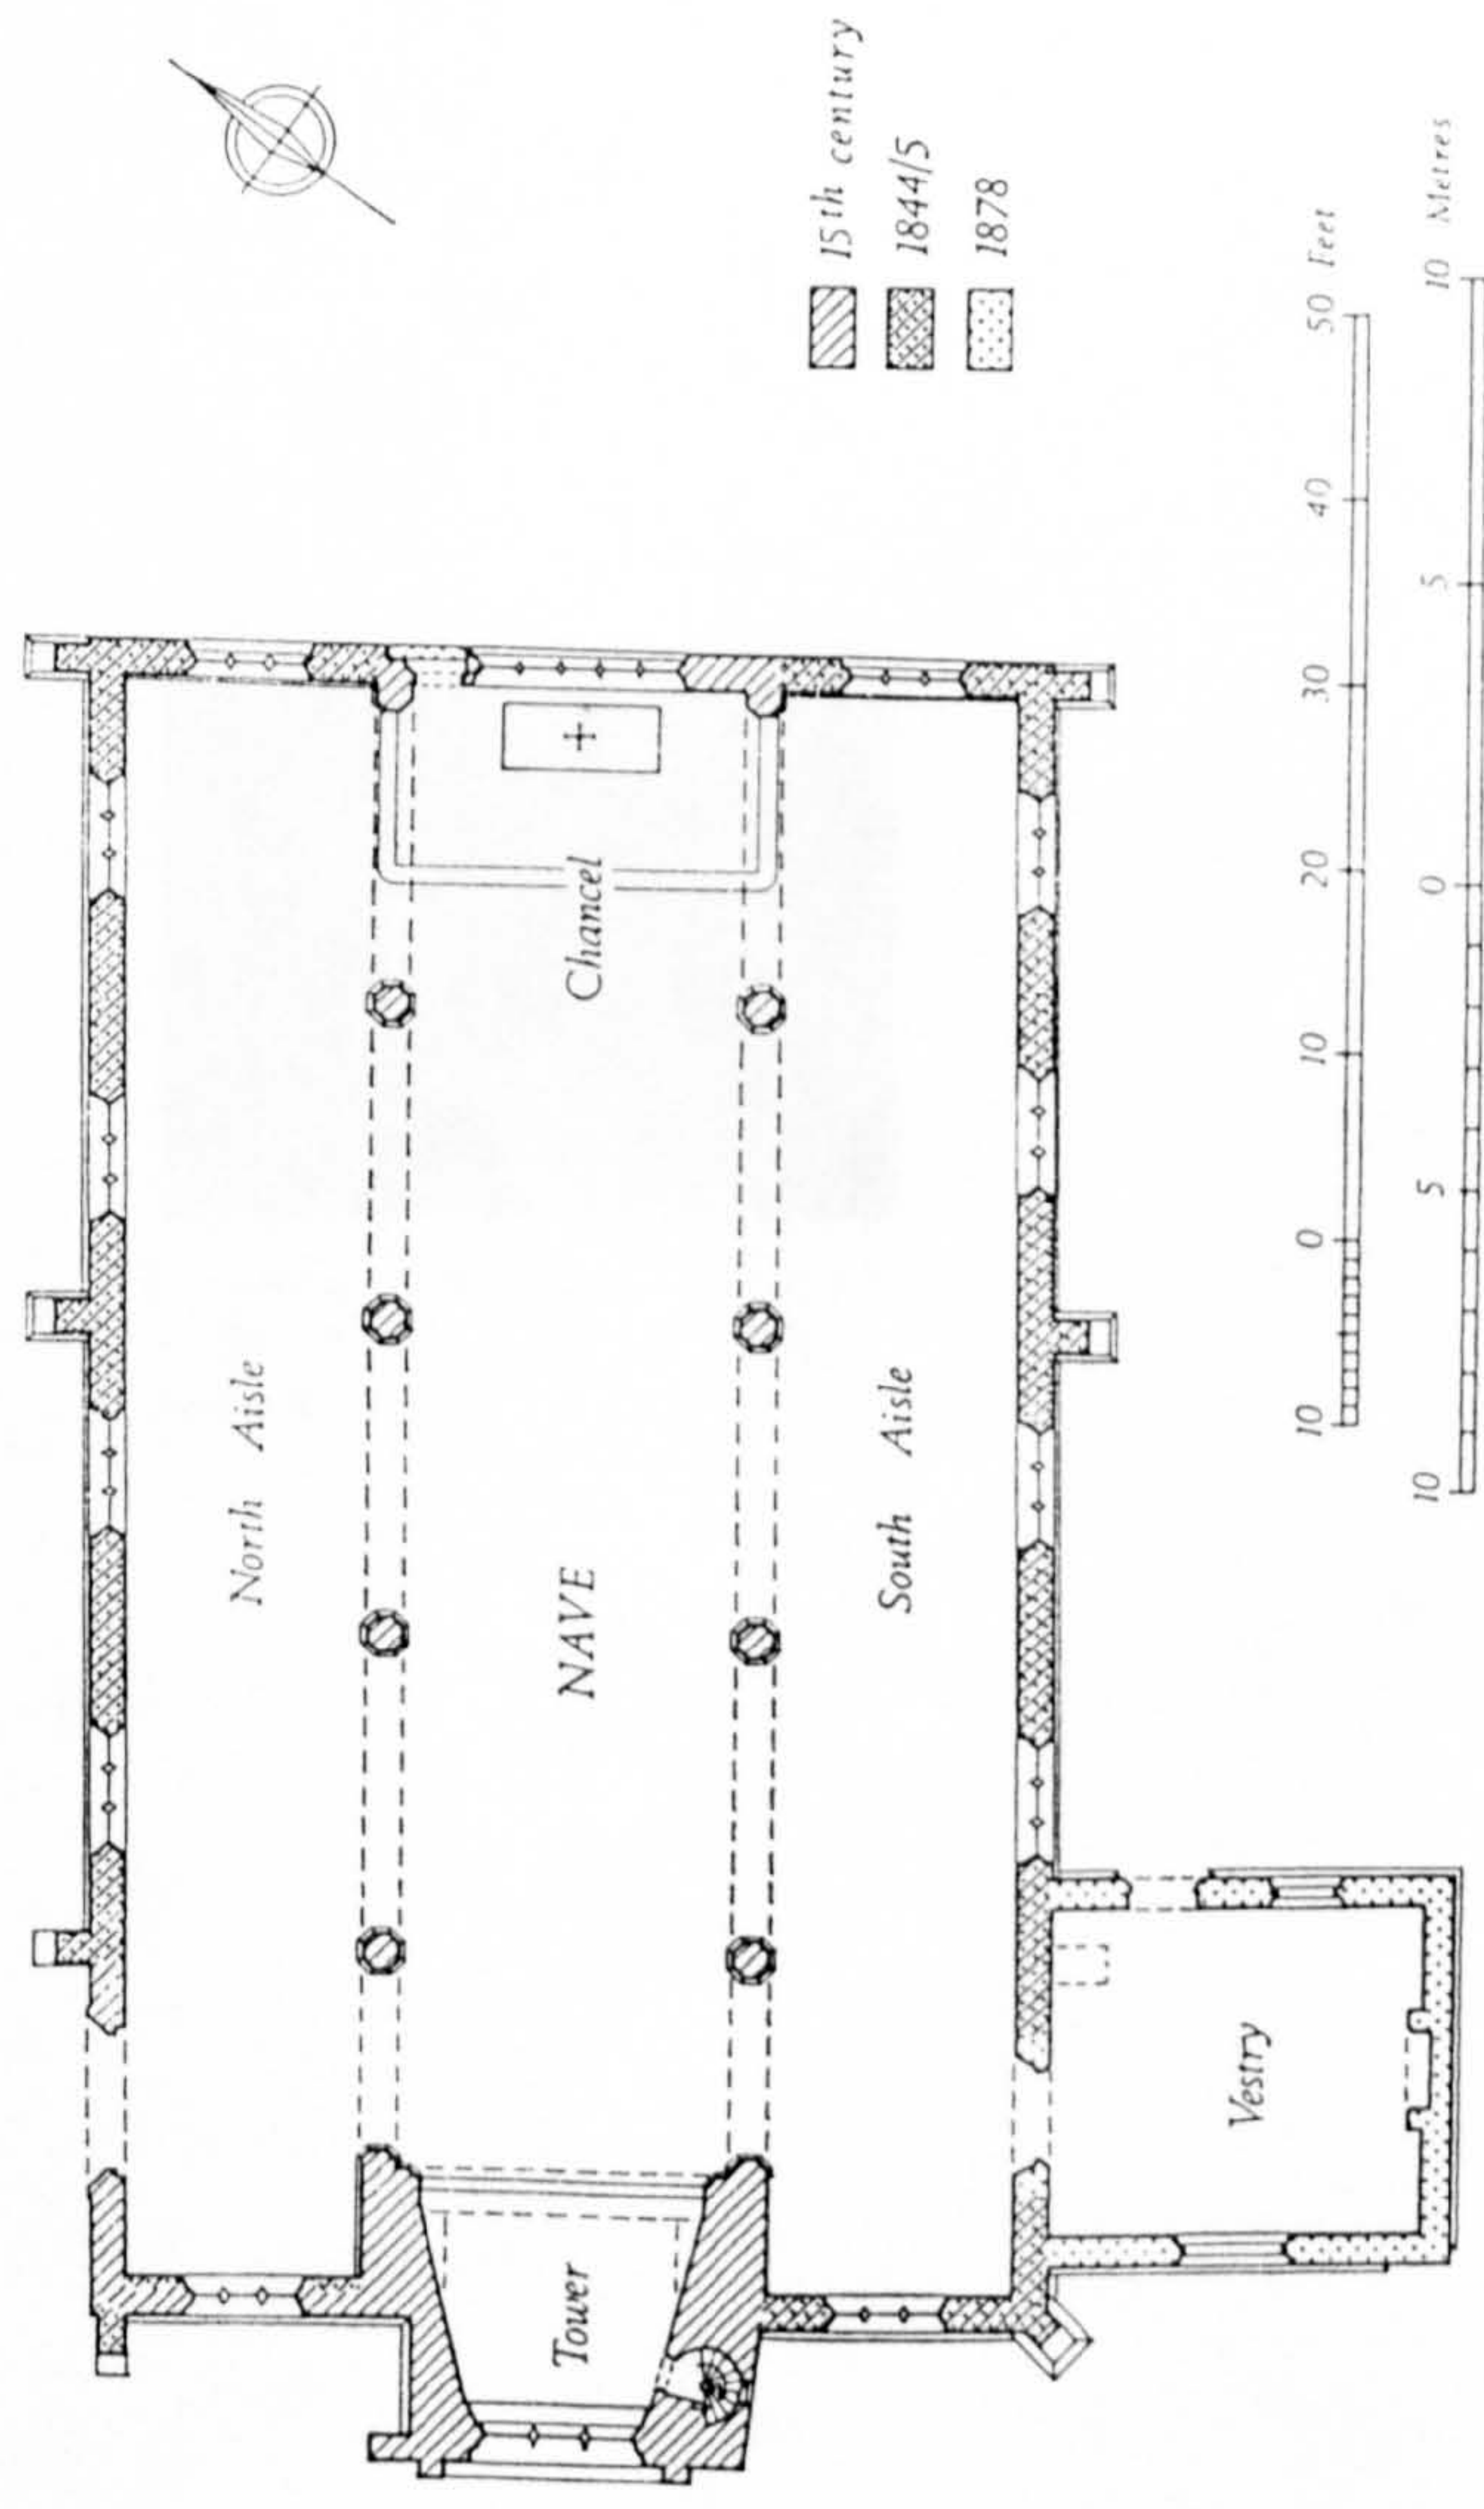 North Aisle
Chancel
NAVE
South Aisle
Tower
Vestry
15th century
1844/5
1878
10 0 10 20 30 40 50 Feet
10 5 0 5 10 Metres